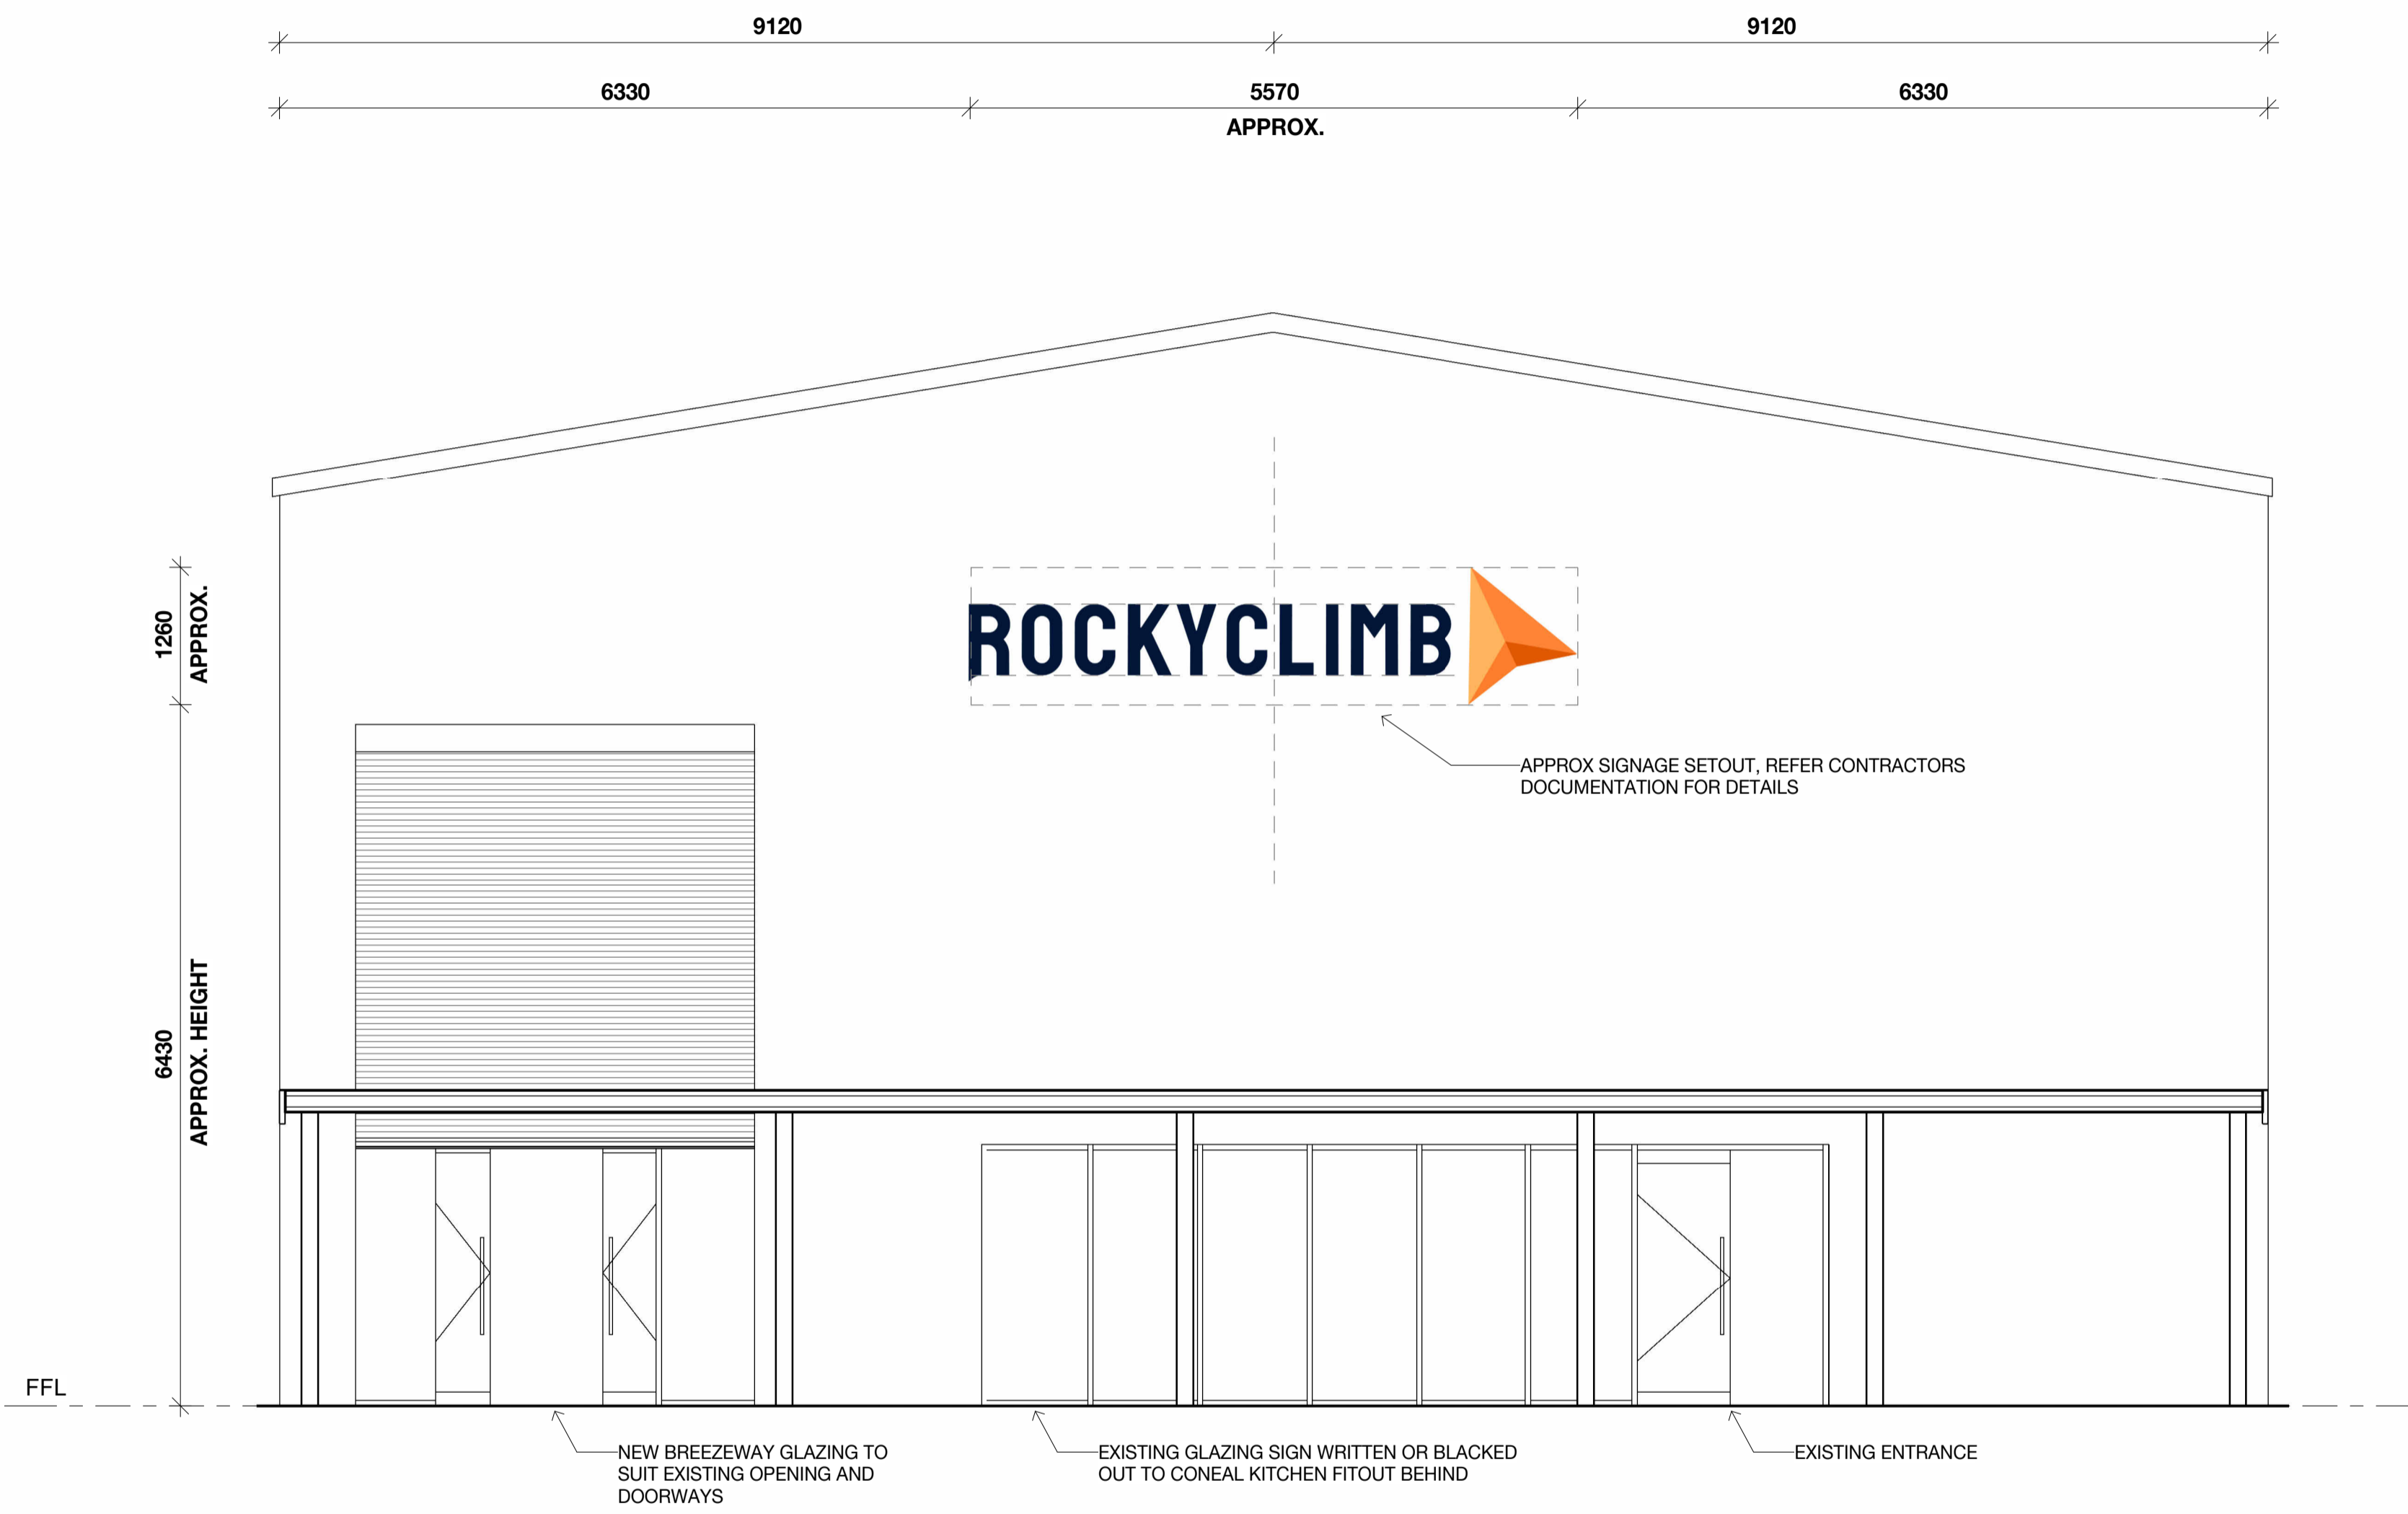 9120
9120
6330
5570
6330
APPROX.
1260
APPROX.
ROCKYCLIMB
APPROX SIGNAGE SETOUT, REFER CONTRACTORS
DOCUMENTATION FOR DETAILS
6430
APPROX. HEIGHT
FFL
NEW BREEZEWAY GLAZING TO
SUIT EXISTING OPENING AND
DOORWAYS
EXISTING GLAZING SIGN WRITTEN OR BLACKED
OUT TO CONEAL KITCHEN FITOUT BEHIND
EXISTING ENTRANCE